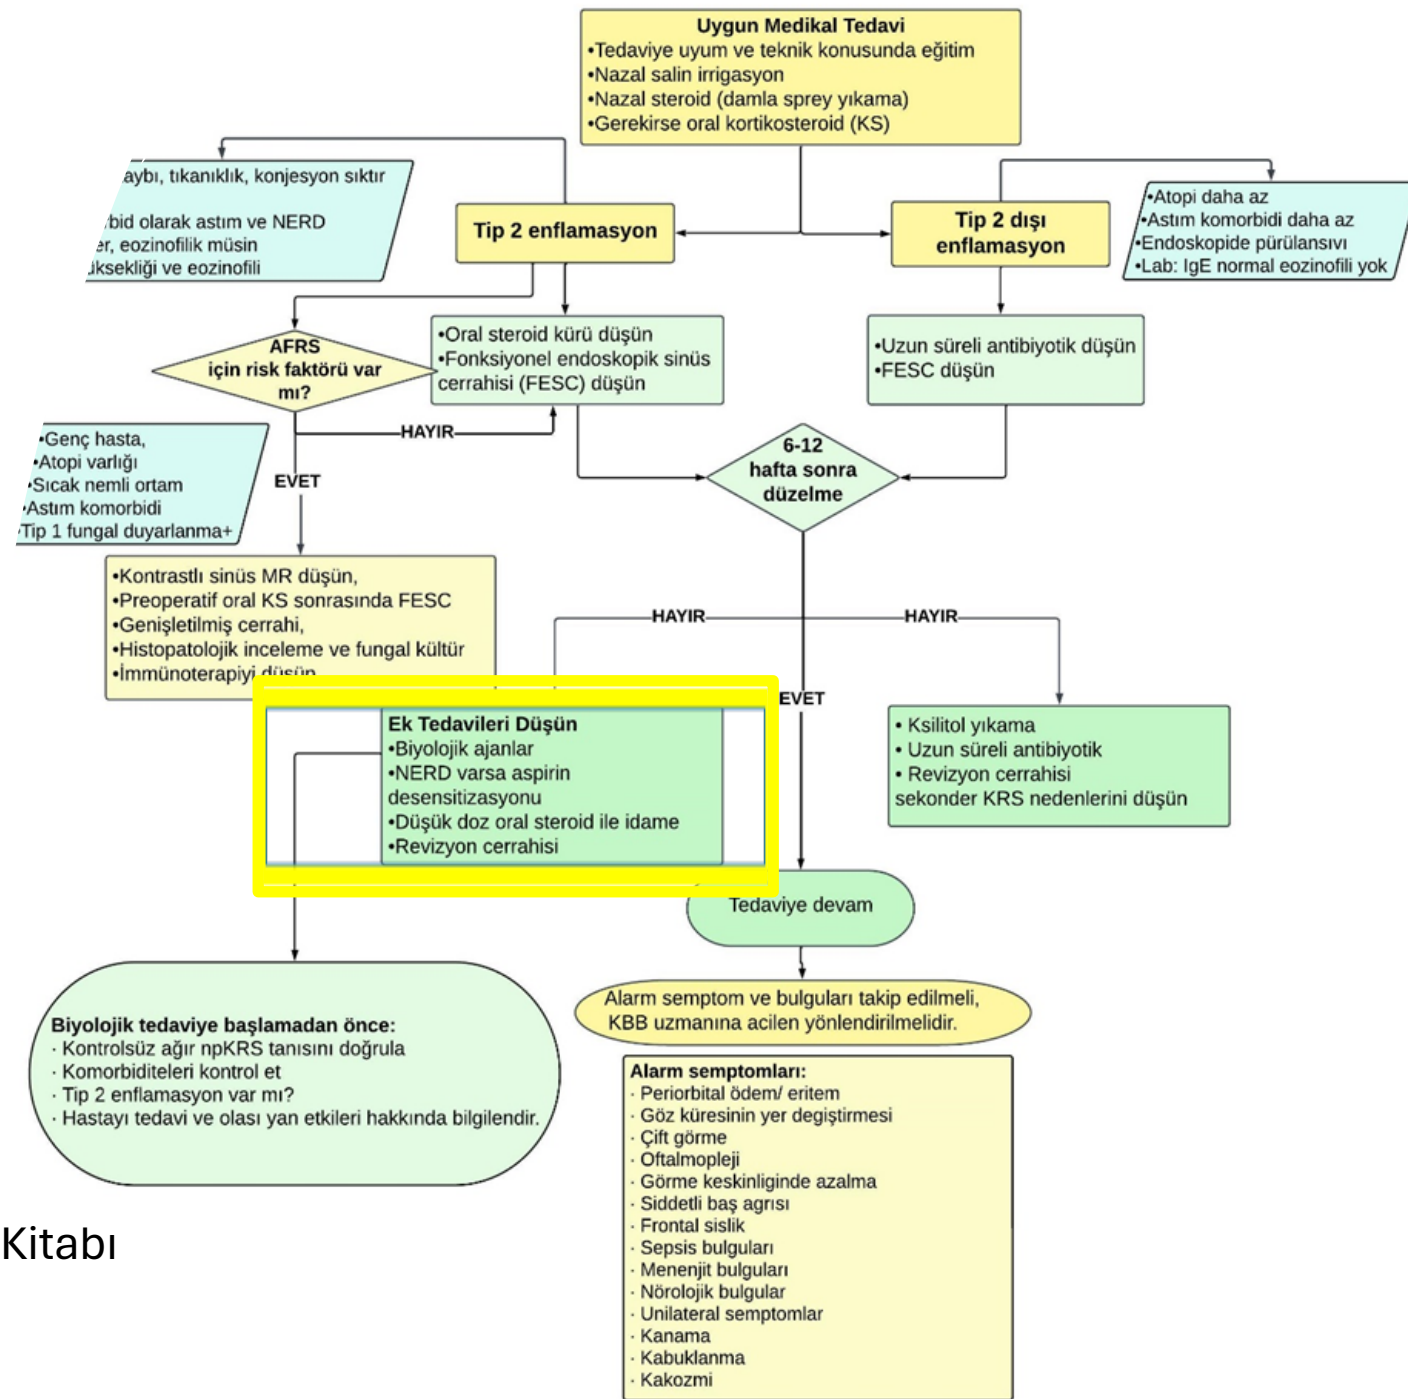 Uygun Medikal Tedavi
•Tedaviye uyum ve teknik konusunda eğitim
•Nazal salin irrigasyon
•Nazal steroid (damla sprey yıkama)
•Gerekirse oral kortikosteroid (KS)
tıkanıklık, konjesyon sıktır
olarak astım ve NERD
eozinofilik müsin
ve eozinofili
Tip 2 enflamasyon
Tip 2 dışı
enflamasyon
•Atopi daha az
•Astım komorbidi daha az
•Endoskopide pürülansıvı
•Lab: IgE normal eozinofili yok
AFRS
için risk faktörü var
mı?
•Oral steroid kürü düşün
•Fonksiyonel endoskopik sinüs
cerrahisi (FESC) düşün
•Uzun süreli antibiyotik düşün
•FESC düşün
HAYIR
EVET
•Genç hasta,
•Atopi varlığı
•Sıcak nemli ortam
•Astım komorbidi
•Tip 1 fungal duyarlanma+
6-12
hafta sonra
düzelme
•Kontrastlı sinüs MR düşün,
•Preoperatif oral KS sonrasında FESC
•Genişletilmiş cerrahi,
•Histopatolojik inceleme ve fungal kültür
•İmmünoterapiyi düşün
HAYIR
HAYIR
EVET
Ek Tedavileri Düşün
•Biyolojik ajanlar
•NERD varsa aspirin
desensitizasyonu
•Düşük doz oral steroid ile idame
•Revizyon cerrahisi
• Ksilitol yıkama
• Uzun süreli antibiyotik
• Revizyon cerrahisi
sekonder KRS nedenlerini düşün
Tedaviye devam
Biyolojik tedaviye başlamadan önce:
· Kontrolsüz ağır npKRS tanısını doğrula
· Komorbiditeleri kontrol et
· Tip 2 enflamasyon var mı?
· Hastayı tedavi ve olası yan etkileri hakkında bilgilendir.
Alarm semptom ve bulguları takip edilmeli,
KBB uzmanına acilen yönlendirilmelidir.
Alarm semptomları:
· Periorbital ödem/ eritem
· Göz küresinin yer degiştirmesi
· Çift görme
· Oftalmopleji
· Görme keskinliginde azalma
· Siddetli baş agrısı
· Frontal sislik
· Sepsis bulguları
· Menenjit bulguları
· Nörolojik bulgular
· Unilateral semptomlar
· Kanama
· Kabuklanma
· Kakozmi
Kitabı